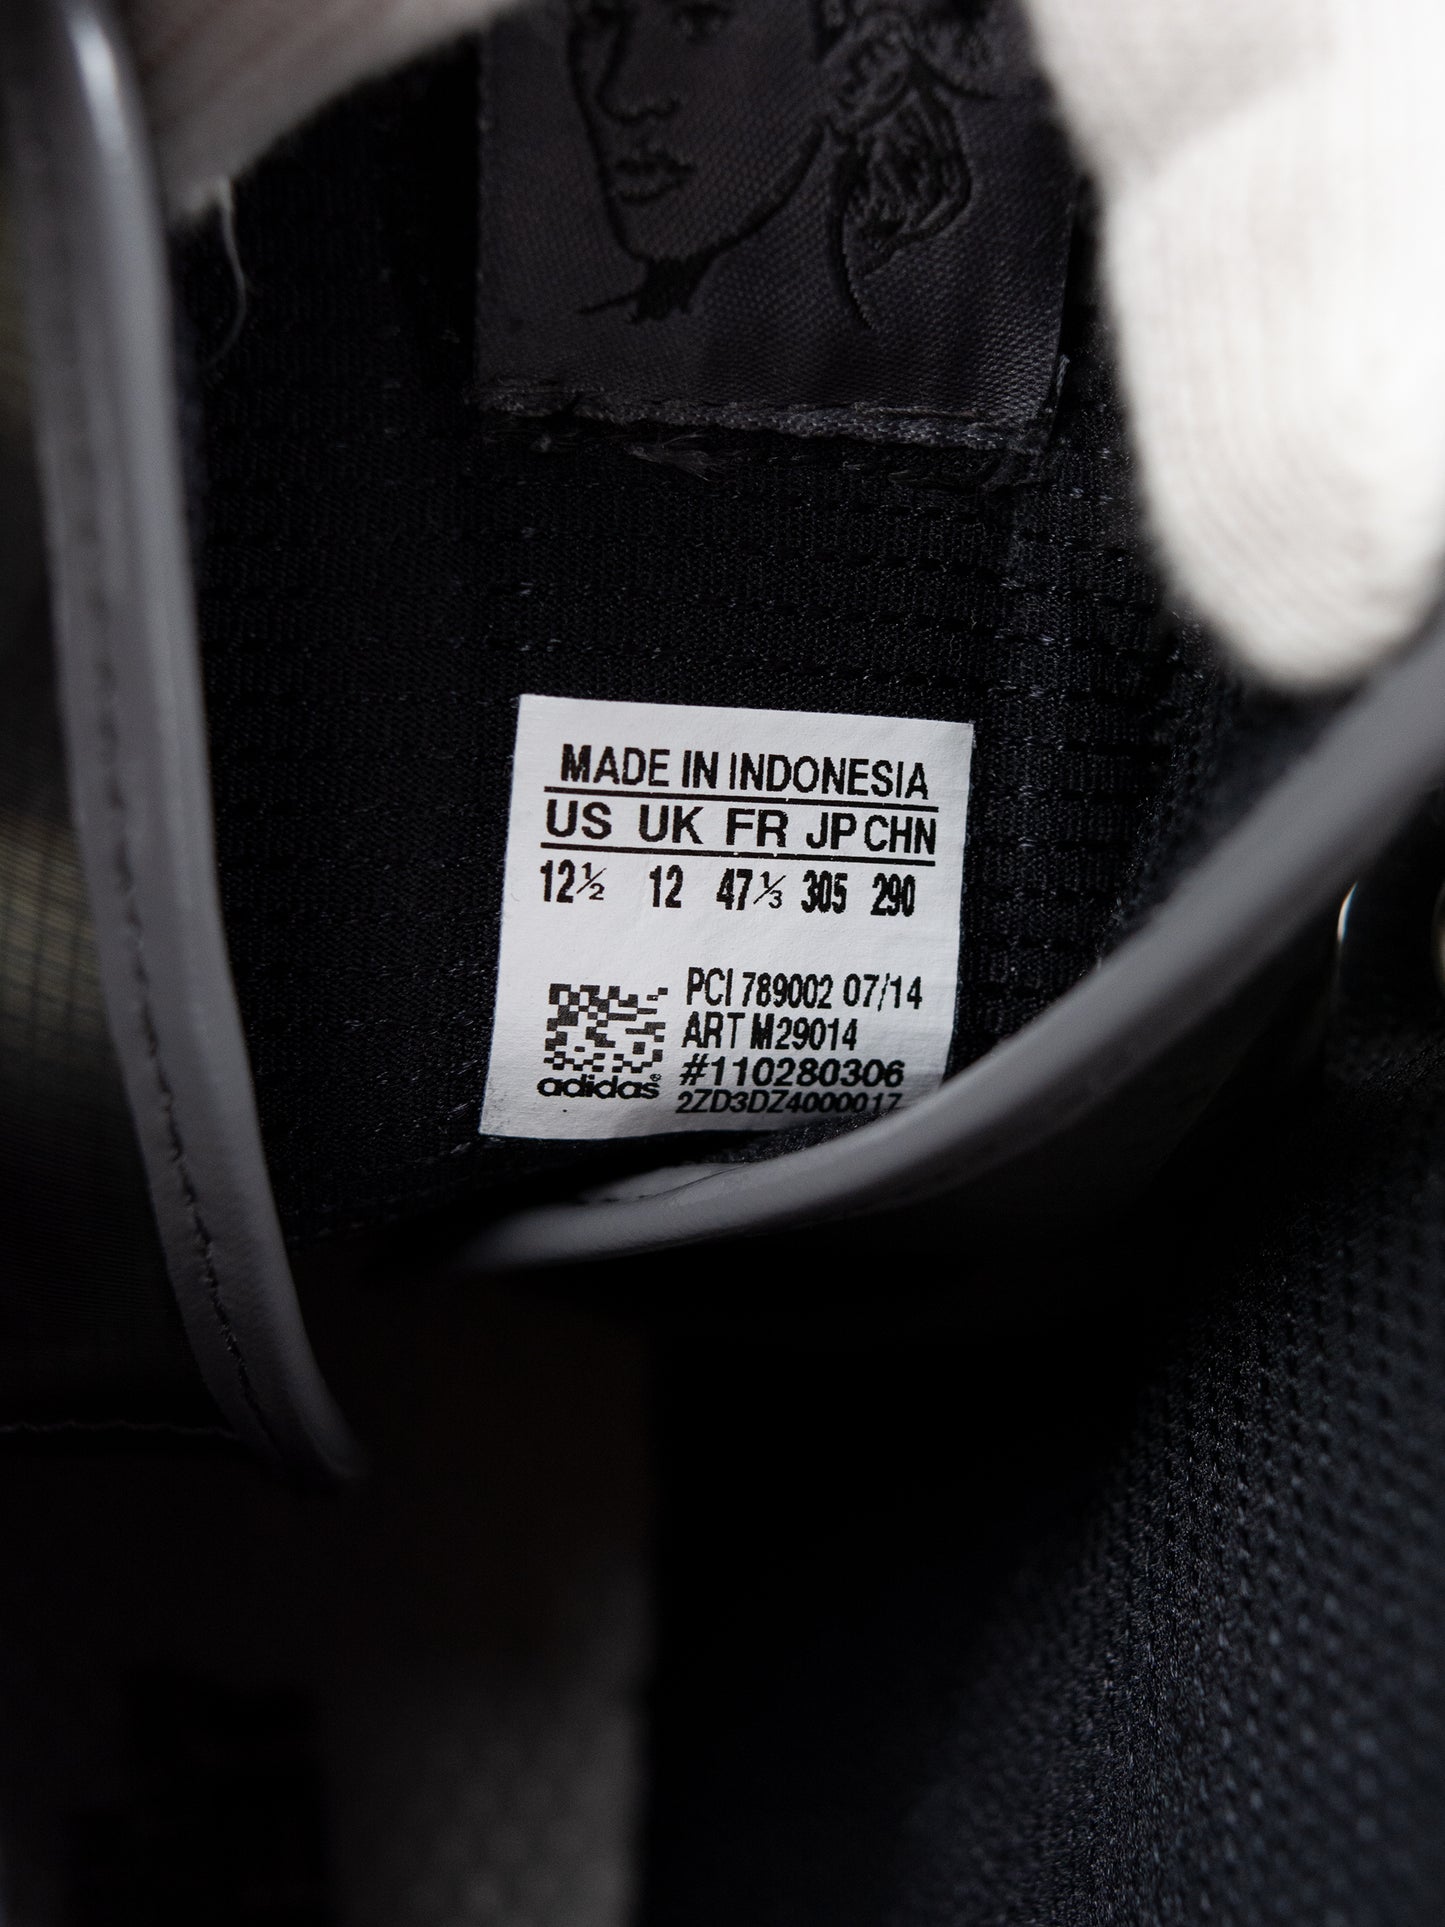 MADE IN INDONESIA
US UK FR JP CHN
12½ 12 47⅓ 305 290
PCI 789002 07/14
ART M29014
#110280306
adidas® 2ZD3DZ4000017